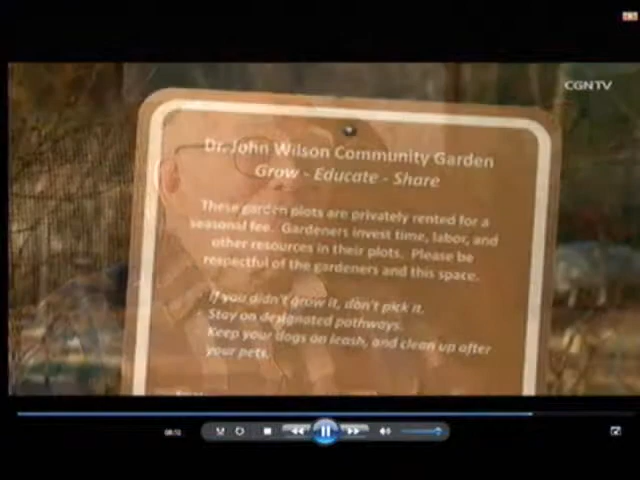 CGNTV
Dr. John Wilson Community Garden
Grow - Educate - Share
These garden plots are privately rented for a
seasonal fee. Gardeners invest time, labor, and
other resources in their plots. Please be
respectful of the gardeners and this space.
If you didn't grow it, don't pick it.
- Stay on designated pathways.
Keep your dogs on leash, and clean up after
your pets.